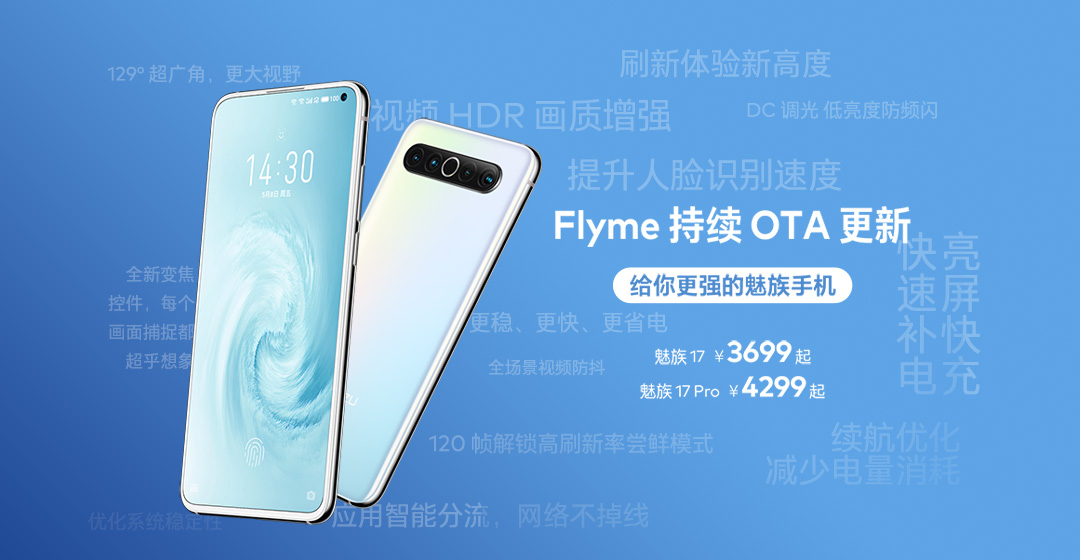 129° 超广角，更大视野
刷新体验新高度
视频 HDR 画质增强
DC 调光 低亮度防频闪
提升人脸识别速度
14:30
5月8日 周五
Flyme 持续 OTA 更新
给你更强的魅族手机
魅族 17 ￥3699起
魅族 17 Pro ￥4299起
快速补电
亮屏快充
全新变焦
控件，每个
画面捕捉都
超乎想象
更稳、更快、更省电
全场景视频防抖
120 帧解锁高刷新率尝鲜模式
续航优化
减少电量消耗
应用智能分流，网络不掉线
优化系统稳定性